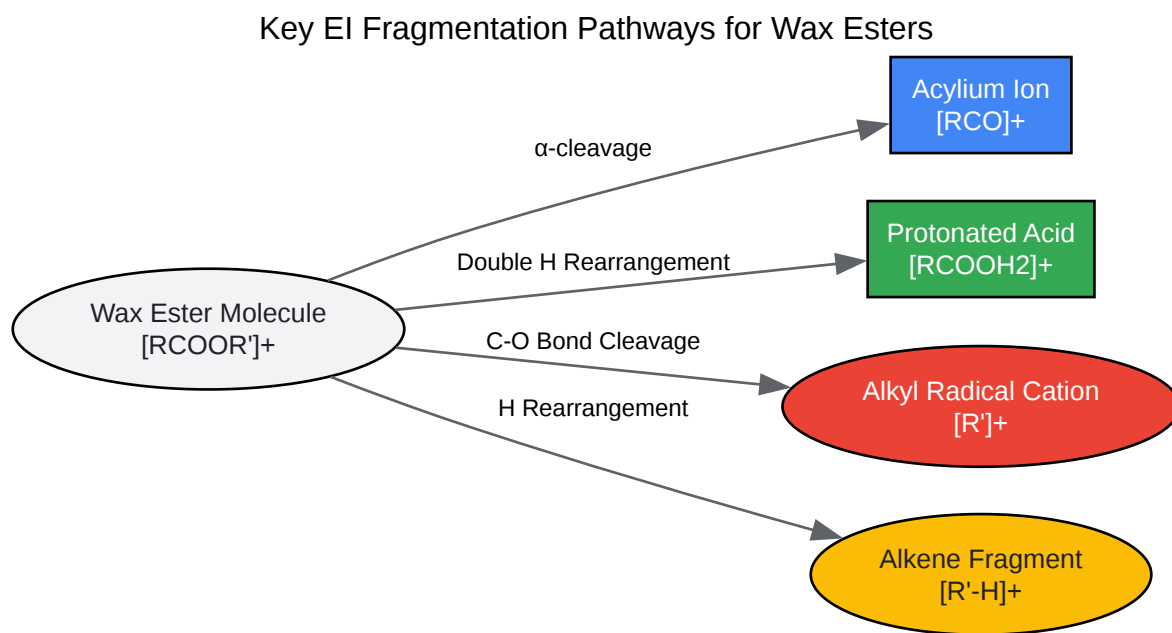 Key EI Fragmentation Pathways for Wax Esters
Acylium Ion
[RCO]+
α-cleavage
Protonated Acid
[RCOOH2]+
Double H Rearrangement
Wax Ester Molecule
[RCOOR']+
C-O Bond Cleavage
Alkyl Radical Cation
[R']+
H Rearrangement
Alkene Fragment
[R'-H]+